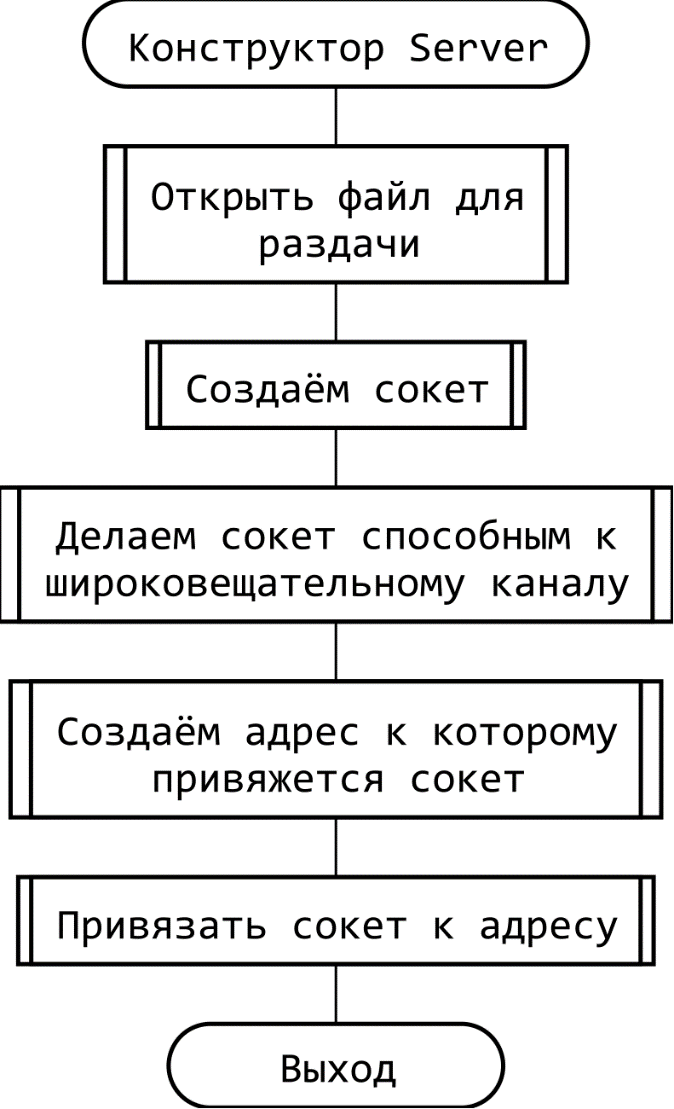 Конструктор Server
Открыть файл для
раздачи
Создаём сокет
Делаем сокет способным к
широковещательному каналу
Создаём адрес к которому
привяжется сокет
Привязать сокет к адресу
Выход